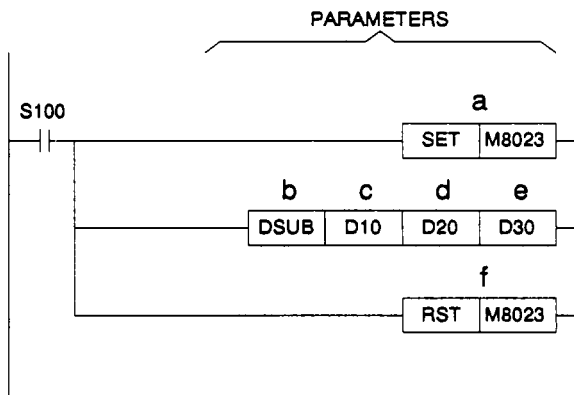 PARAMETERS
S100
a
SET M8023
b c d e
DSUB D10 D20 D30
f
RST M8023